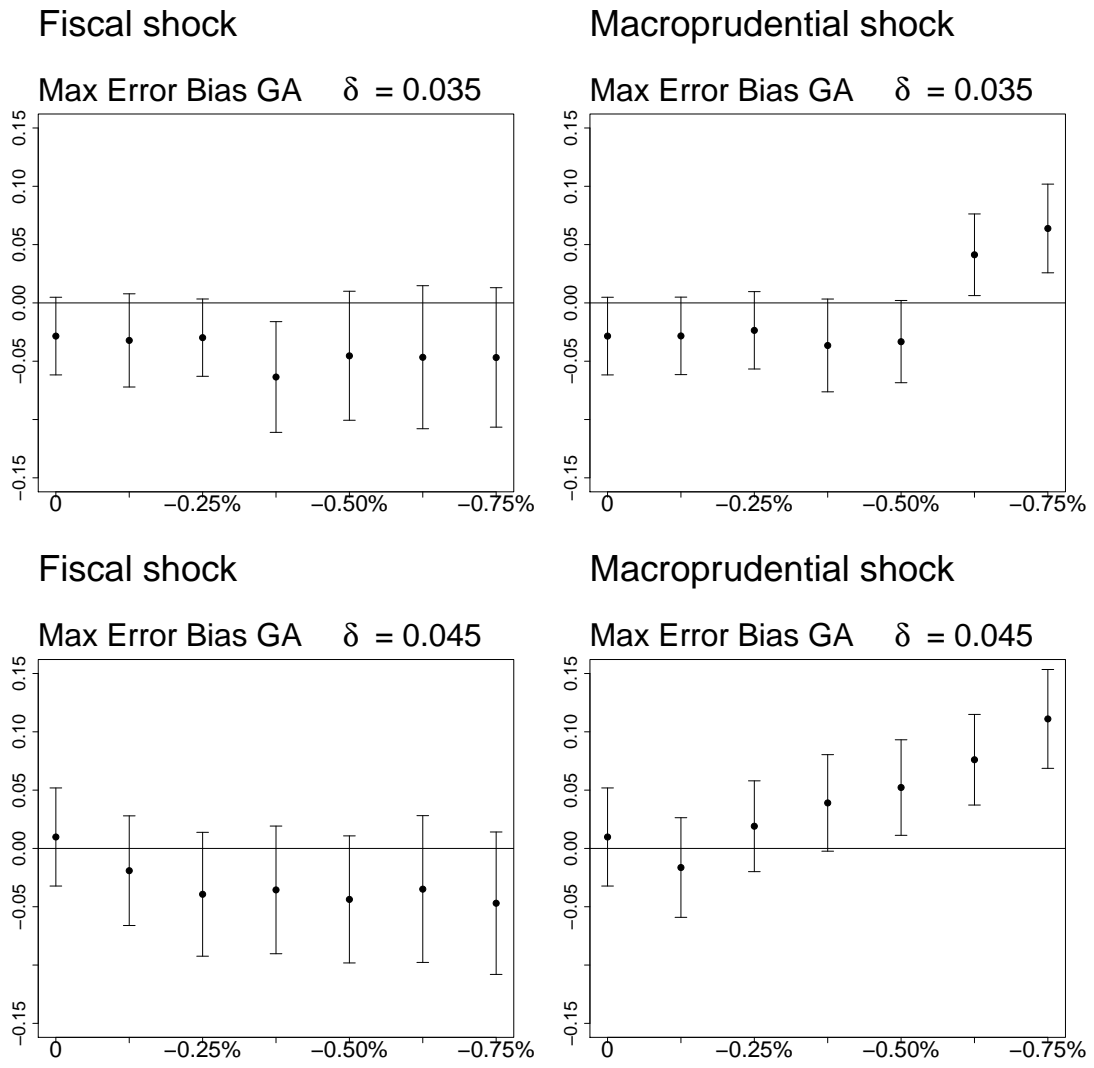 Fiscal shock
Max Error Bias GA δ = 0.035
0.15
0.10
0.05
0.00
−0.05
−0.15
0 −0.25% −0.50% −0.75%
Macroprudential shock
Max Error Bias GA δ = 0.035
0.15
0.10
0.05
0.00
−0.05
−0.15
0 −0.25% −0.50% −0.75%
Fiscal shock
Max Error Bias GA δ = 0.045
0.15
0.10
0.05
0.00
−0.05
−0.15
0 −0.25% −0.50% −0.75%
Macroprudential shock
Max Error Bias GA δ = 0.045
0.15
0.10
0.05
0.00
−0.05
−0.15
0 −0.25% −0.50% −0.75%